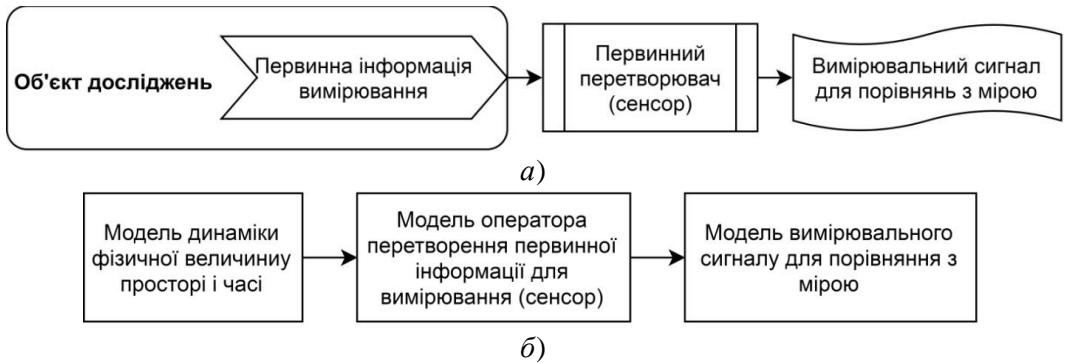 Об'єкт досліджень
Первинна інформація
вимірювання
Первинний
перетворювач
(сенсор)
Вимірювальний сигнал
для порівнянь з мірою
а)
Модель динаміки
фізичної величиниу
просторі і часі
Модель оператора
перетворення первинної
інформації для
вимірювання (сенсор)
Модель вимірювального
сигналу для порівняння з
мірою
б)